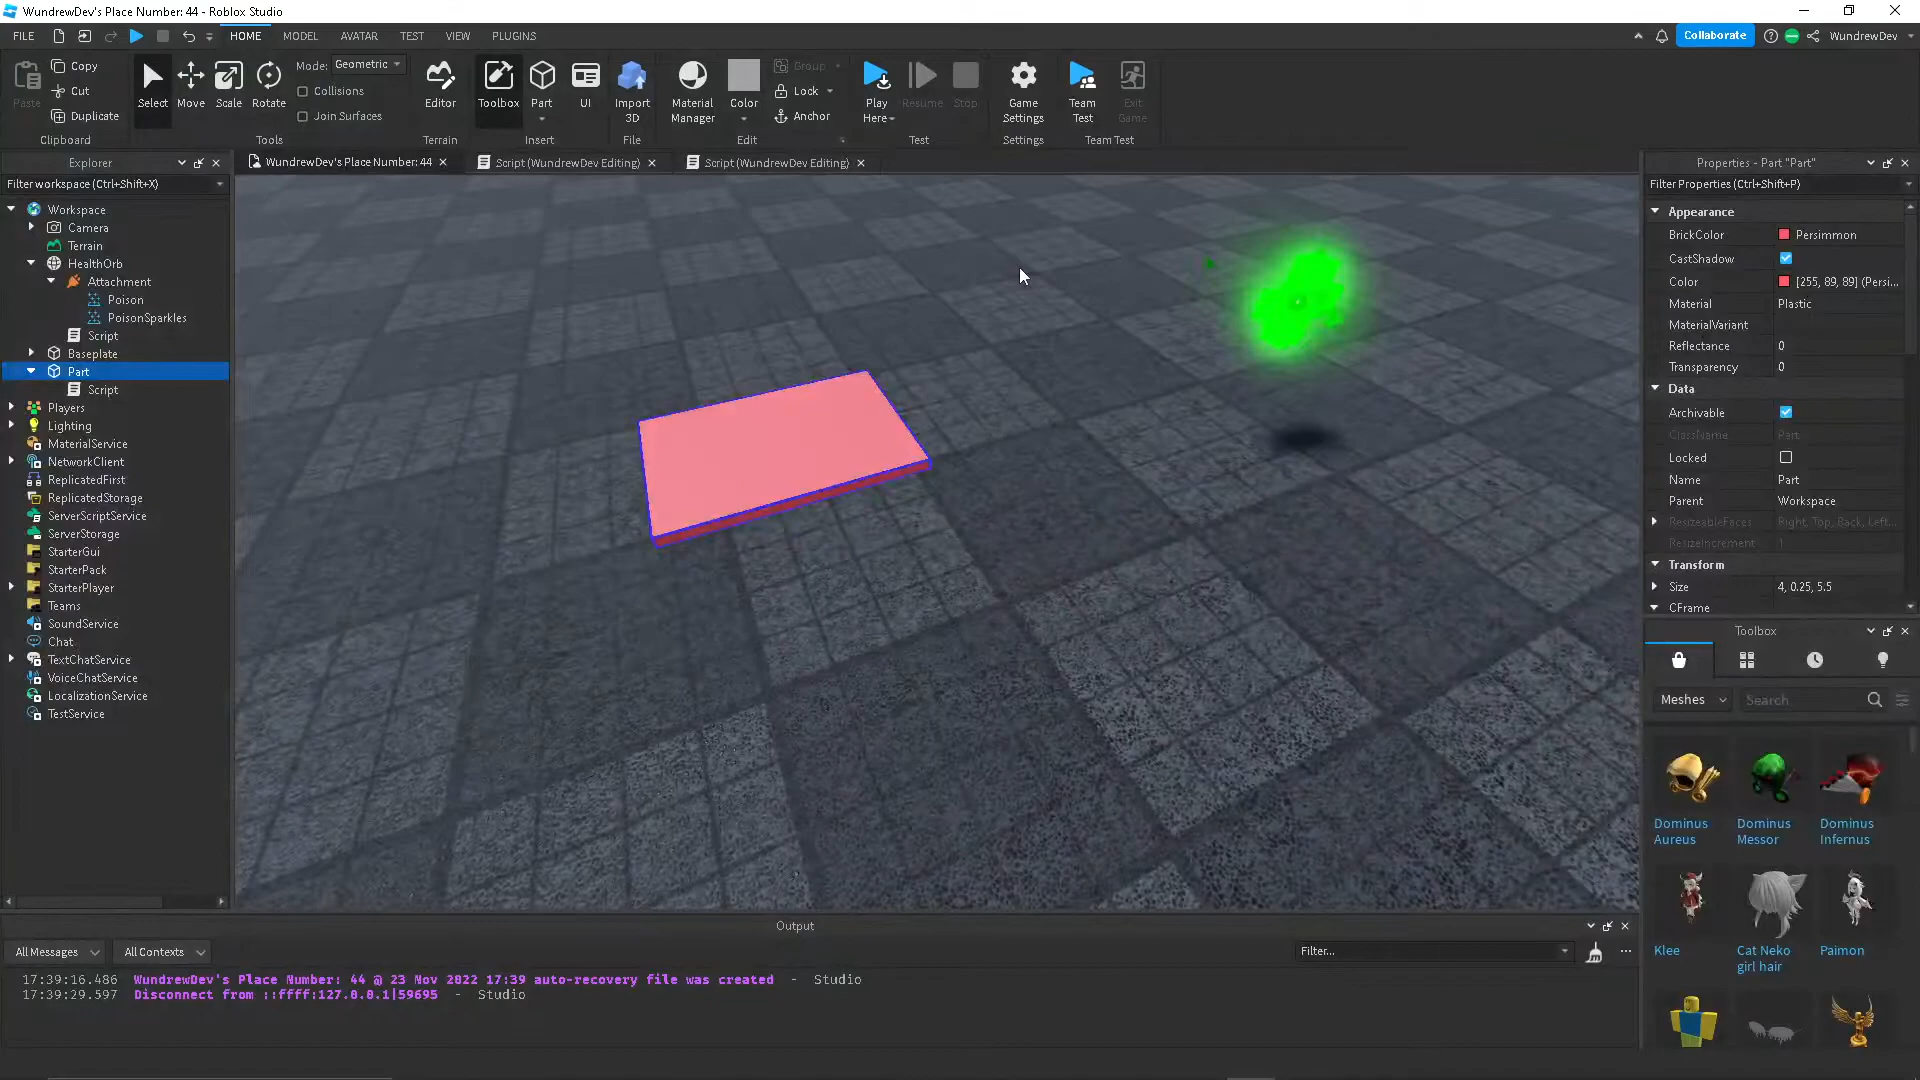 WundrewDev's Place Number: 44 - Roblox Studio
FILE HOME MODEL AVATAR TEST VIEW PLUGINS
Collaborate WundrewDev
Paste Copy Cut Duplicate
Clipboard
Select Move Scale Rotate
Mode: Geometric
Collisions
Join Surfaces
Tools
Editor
Terrain
Toolbox Part UI
Insert
Import 3D
File
Material Manager Color
Group
Lock
Anchor
Edit
Play Here Resume Stop
Test
Game Settings
Settings
Team Test Exit Game
Team Test
Explorer
WundrewDev's Place Number: 44
Script (WundrewDev Editing)
Script (WundrewDev Editing)
Filter workspace (Ctrl+Shift+X)
Workspace
Camera
Terrain
HealthOrb
Attachment
Poison
PoisonSparkles
Script
Baseplate
Part
Script
Players
Lighting
MaterialService
NetworkClient
ReplicatedFirst
ReplicatedStorage
ServerScriptService
ServerStorage
StarterGui
StarterPack
StarterPlayer
Teams
SoundService
Chat
TextChatService
VoiceChatService
LocalizationService
TestService
Properties - Part "Part"
Filter Properties (Ctrl+Shift+P)
Appearance
BrickColor Persimmon
CastShadow
Color [255, 89, 89] (Persi...
Material Plastic
MaterialVariant
Reflectance 0
Transparency 0
Data
Archivable
ClassName Part
Locked
Name Part
Parent Workspace
ResizeableFaces Right, Top, Back, Left...
ResizeIncrement 1
Transform
Size 4, 0.25, 5.5
CFrame
Toolbox
Meshes Search
Dominus Aureus
Dominus Messor
Dominus Infernus
Klee
Cat Neko girl hair
Paimon
Output
All Messages All Contexts Filter...
17:39:16.486 WundrewDev's Place Number: 44 @ 23 Nov 2022 17:39 auto-recovery file was created - Studio
17:39:29.597 Disconnect from ::ffff:127.0.0.1|59695 - Studio